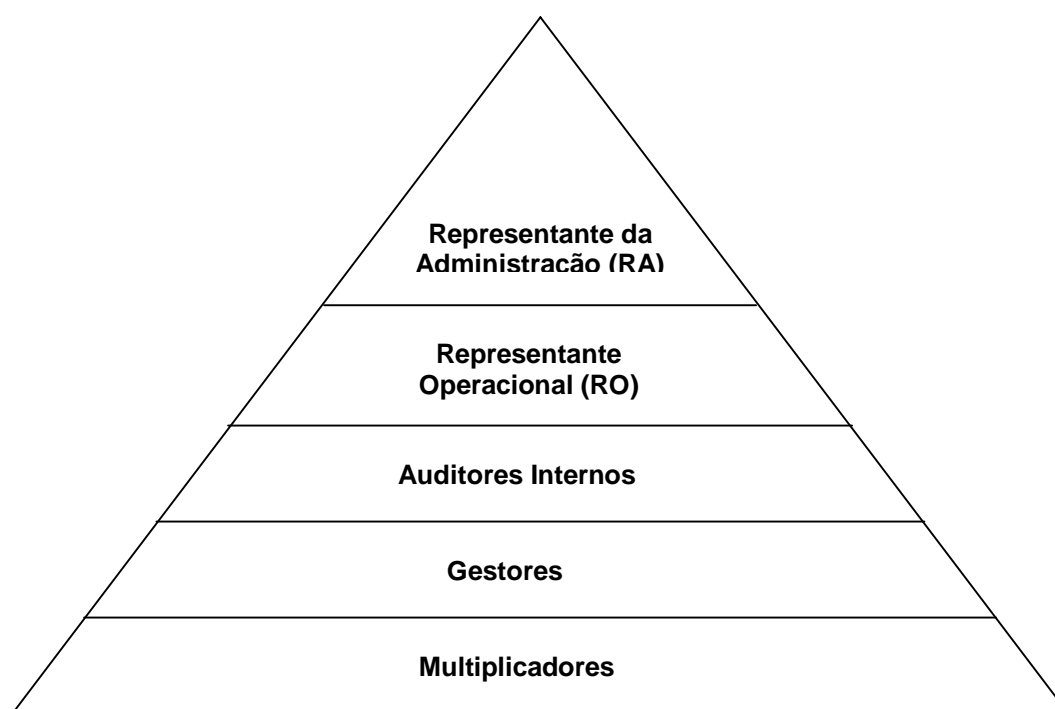 Representante da
Administração (RA)
Representante
Operacional (RO)
Auditores Internos
Gestores
Multiplicadores